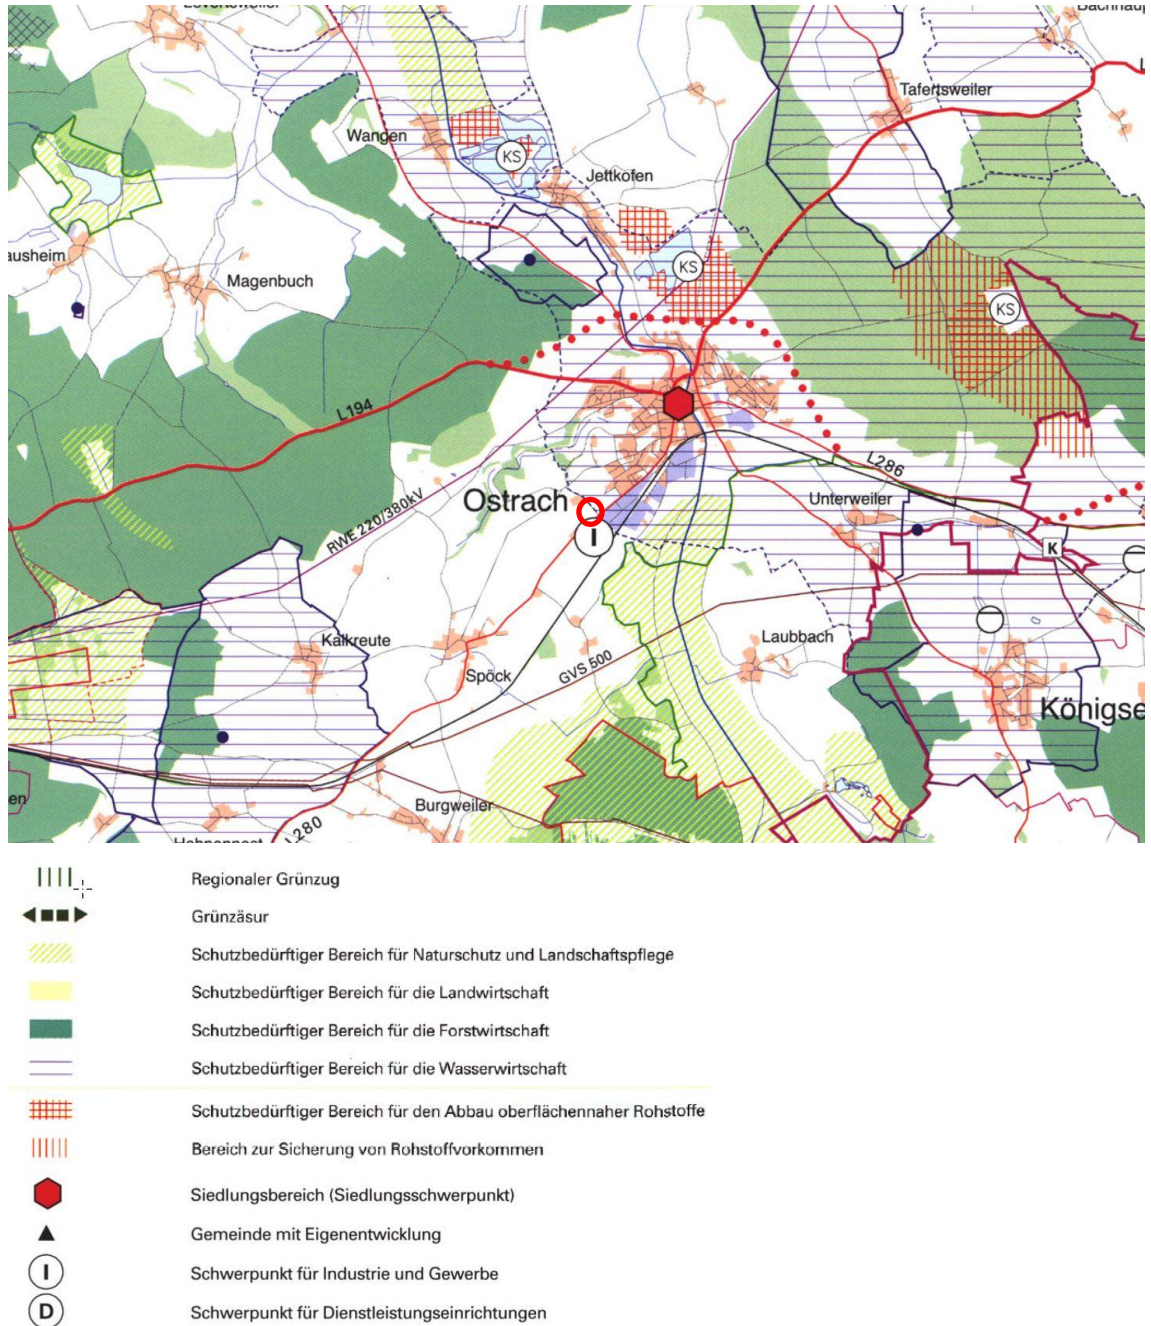 Levertsweiler
Bachhaup
Tafertsweiler
L
Wangen
KS
Jettkofen
ausheim
Magenbuch
KS
KS
L194
L286
Ostrach
Unterweiler
RWE 220/380kV
I
K
Kalkreute
Laubbach
Spöck
GVS 500
Königse
en
Burgweiler
L280
Regionaler Grünzug
Grünzäsur
Schutzbedürftiger Bereich für Naturschutz und Landschaftspflege
Schutzbedürftiger Bereich für die Landwirtschaft
Schutzbedürftiger Bereich für die Forstwirtschaft
Schutzbedürftiger Bereich für die Wasserwirtschaft
Schutzbedürftiger Bereich für den Abbau oberflächennaher Rohstoffe
Bereich zur Sicherung von Rohstoffvorkommen
Siedlungsbereich (Siedlungsschwerpunkt)
Gemeinde mit Eigenentwicklung
I Schwerpunkt für Industrie und Gewerbe
D Schwerpunkt für Dienstleistungseinrichtungen